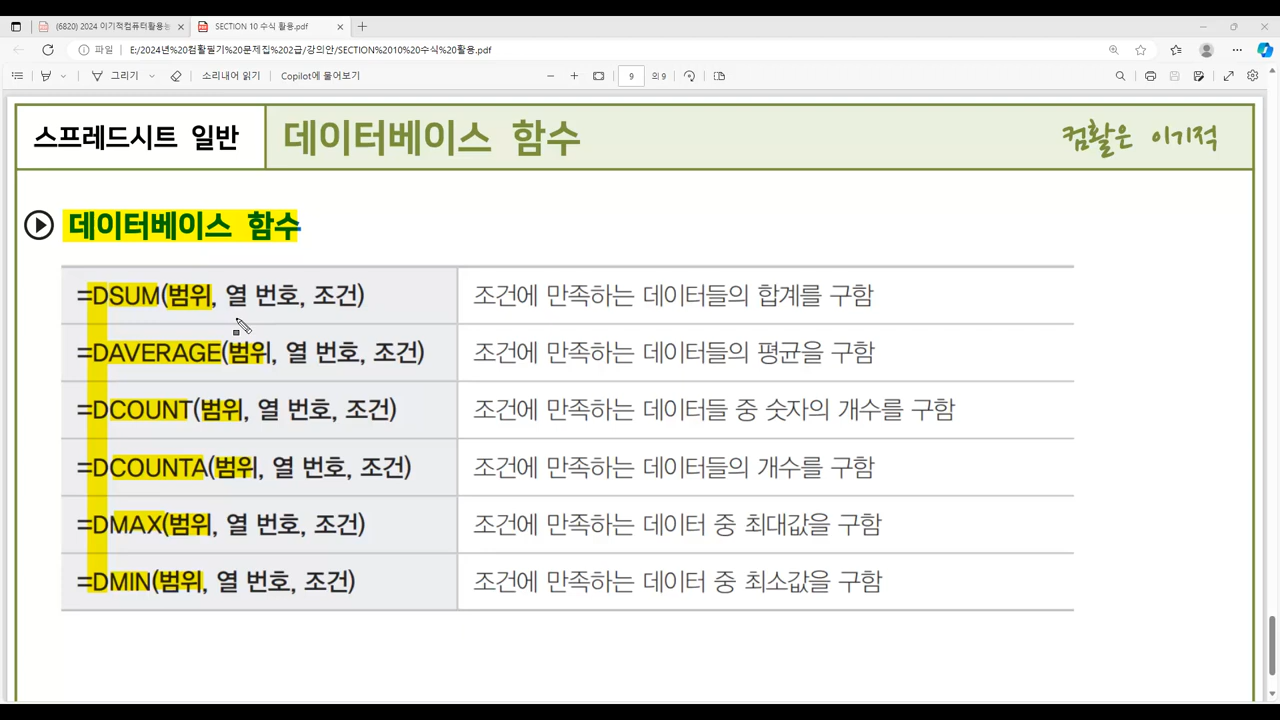 (6820) 2024 이기적컴퓨터활용능
SECTION 10 수식 활용.pdf
파일
E:/2024년%20컴활필기%20문제집%202급/강의안/SECTION%2010%20수식%20활용.pdf
그리기
소리내어 읽기
Copilot에 물어보기
9
의 9
스프레드시트 일반
데이터베이스 함수
컴활은 이기적
데이터베이스 함수
=DSUM(범위, 열 번호, 조건)
조건에 만족하는 데이터들의 합계를 구함
=DAVERAGE(범위, 열 번호, 조건)
조건에 만족하는 데이터들의 평균을 구함
=DCOUNT(범위, 열 번호, 조건)
조건에 만족하는 데이터들 중 숫자의 개수를 구함
=DCOUNTA(범위, 열 번호, 조건)
조건에 만족하는 데이터들의 개수를 구함
=DMAX(범위, 열 번호, 조건)
조건에 만족하는 데이터 중 최대값을 구함
=DMIN(범위, 열 번호, 조건)
조건에 만족하는 데이터 중 최소값을 구함